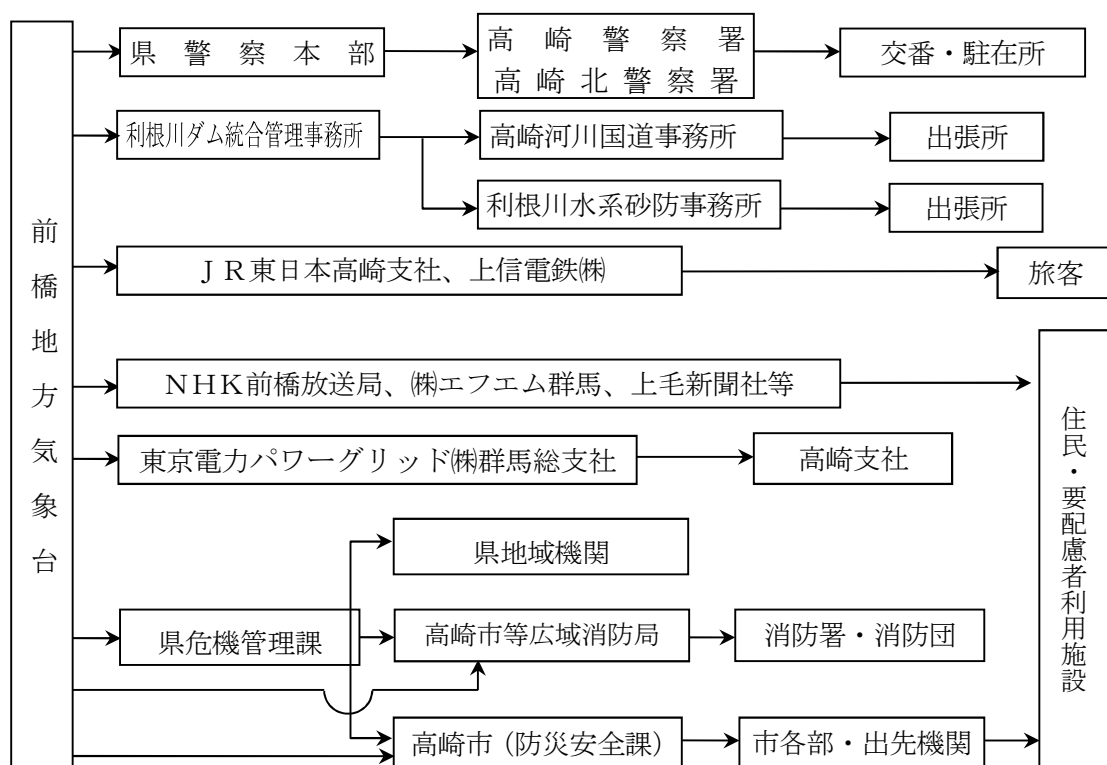 前橋地方気象台
県警察本部
高崎警察署
高崎北警察署
交番・駐在所
利根川ダム統合管理事務所
高崎河川国道事務所
出張所
利根川水系砂防事務所
出張所
ＪＲ東日本高崎支社、上信電鉄㈱
旅客
ＮＨＫ前橋放送局、㈱エフエム群馬、上毛新聞社等
東京電力パワーグリッド㈱群馬総支社
高崎支社
県地域機関
県危機管理課
高崎市等広域消防局
消防署・消防団
高崎市（防災安全課）
市各部・出先機関
住民・要配慮者利用施設